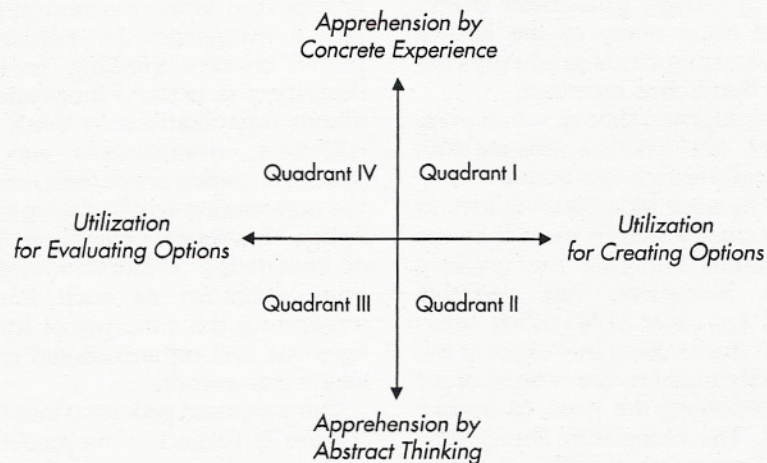 Apprehension by
Concrete Experience
Quadrant IV
Quadrant I
Utilization
for Evaluating Options
Utilization
for Creating Options
Quadrant III
Quadrant II
Apprehension by
Abstract Thinking